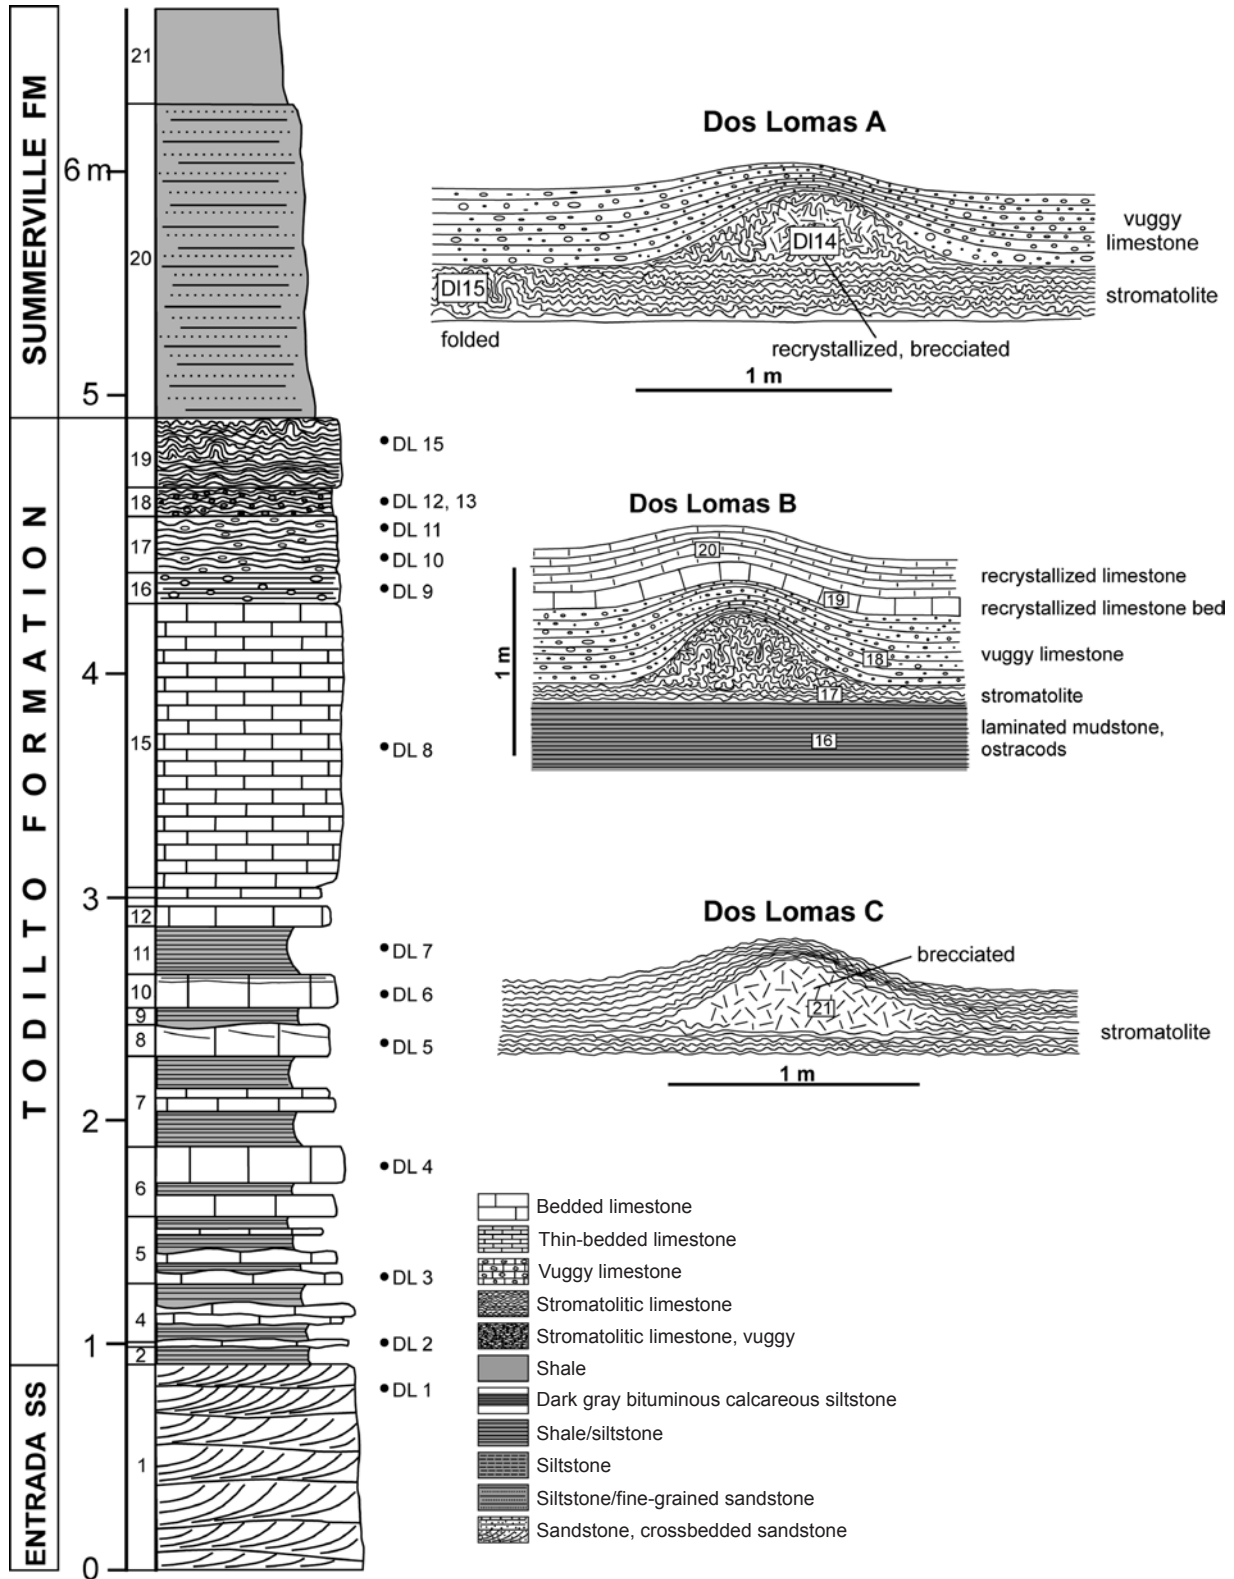 SUMMERVILLE FM
TODILTO FORMATION
ENTRADA SS
6 m
5
4
3
2
1
0
21
20
19
18
17
16
15
12
11
10
9
8
7
6
5
4
2
1
DL 15
DL 12, 13
DL 11
DL 10
DL 9
DL 8
DL 7
DL 6
DL 5
DL 4
DL 3
DL 2
DL 1
Dos Lomas A
Dl14
Dl15
vuggy
limestone
stromatolite
folded
recrystallized, brecciated
1 m
Dos Lomas B
20
19
18
17
16
1 m
recrystallized limestone
recrystallized limestone bed
vuggy limestone
stromatolite
laminated mudstone,
ostracods
Dos Lomas C
brecciated
21
stromatolite
1 m
Bedded limestone
Thin-bedded limestone
Vuggy limestone
Stromatolitic limestone
Stromatolitic limestone, vuggy
Shale
Dark gray bituminous calcareous siltstone
Shale/siltstone
Siltstone
Siltstone/fine-grained sandstone
Sandstone, crossbedded sandstone